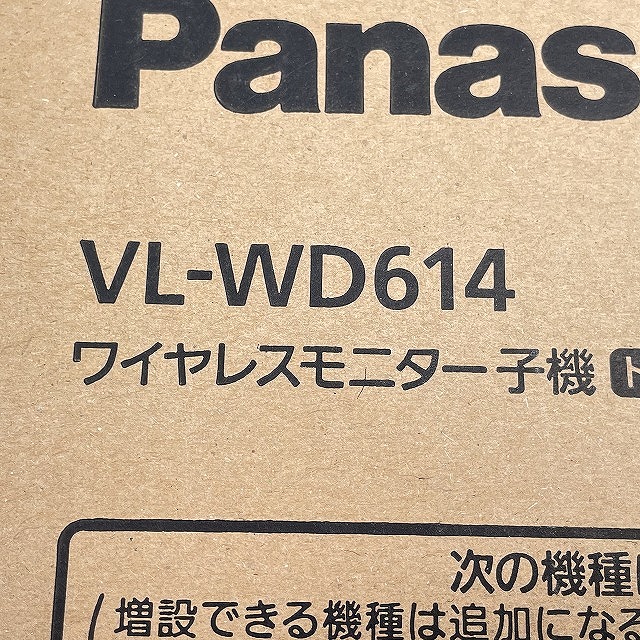 Panas
VL-WD614
ワイヤレスモニター子機 ト
次の機種
(増設できる機種は追加になる